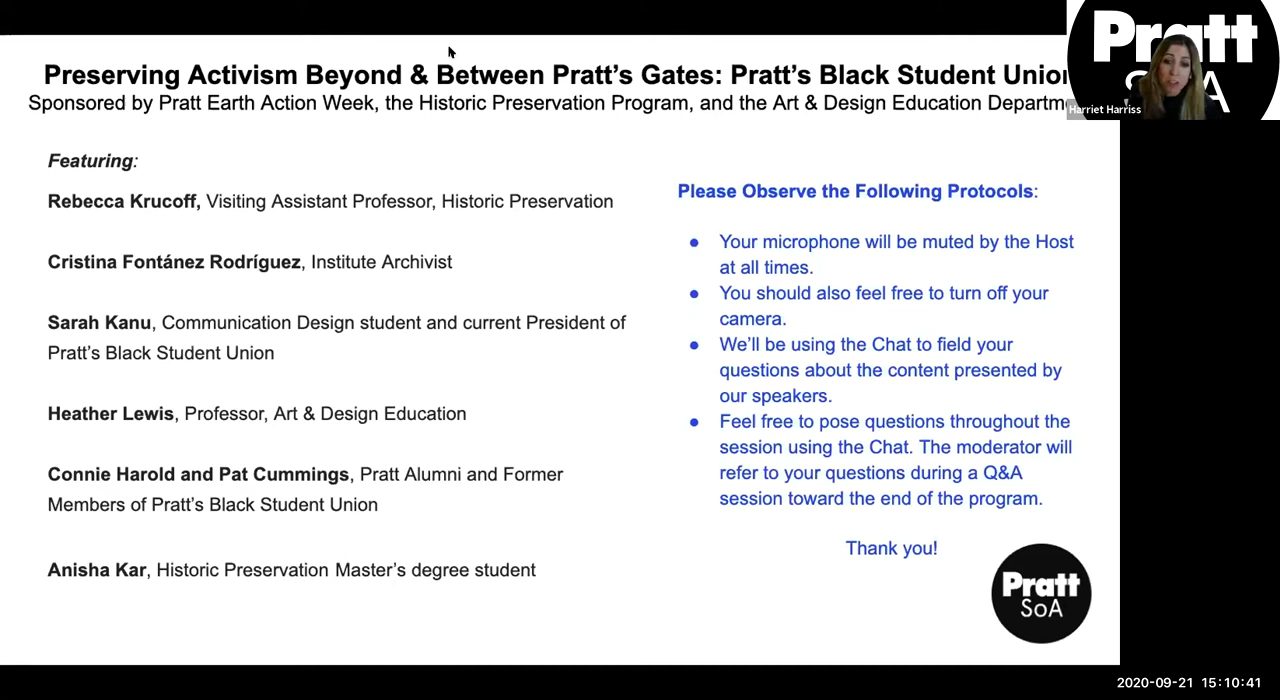 Preserving Activism Beyond & Between Pratt's Gates: Pratt's Black Student Union
Sponsored by Pratt Earth Action Week, the Historic Preservation Program, and the Art & Design Education
Pratt
Harriet Harriss
Featuring:
Rebecca Krucoff, Visiting Assistant Professor, Historic Preservation
Cristina Fontánez Rodríguez, Institute Archivist
Sarah Kanu, Communication Design student and current President of
Pratt's Black Student Union
Heather Lewis, Professor, Art & Design Education
Connie Harold and Pat Cummings, Pratt Alumni and Former
Members of Pratt's Black Student Union
Anisha Kar, Historic Preservation Master's degree student
Please Observe the Following Protocols:
● Your microphone will be muted by the Host
at all times.
● You should also feel free to turn off your
camera.
● We'll be using the Chat to field your
questions about the content presented by
our speakers.
● Feel free to pose questions throughout the
session using the Chat. The moderator will
refer to your questions during a Q&A
session toward the end of the program.
Thank you!
Pratt
SoA
2020-09-21 15:10:41